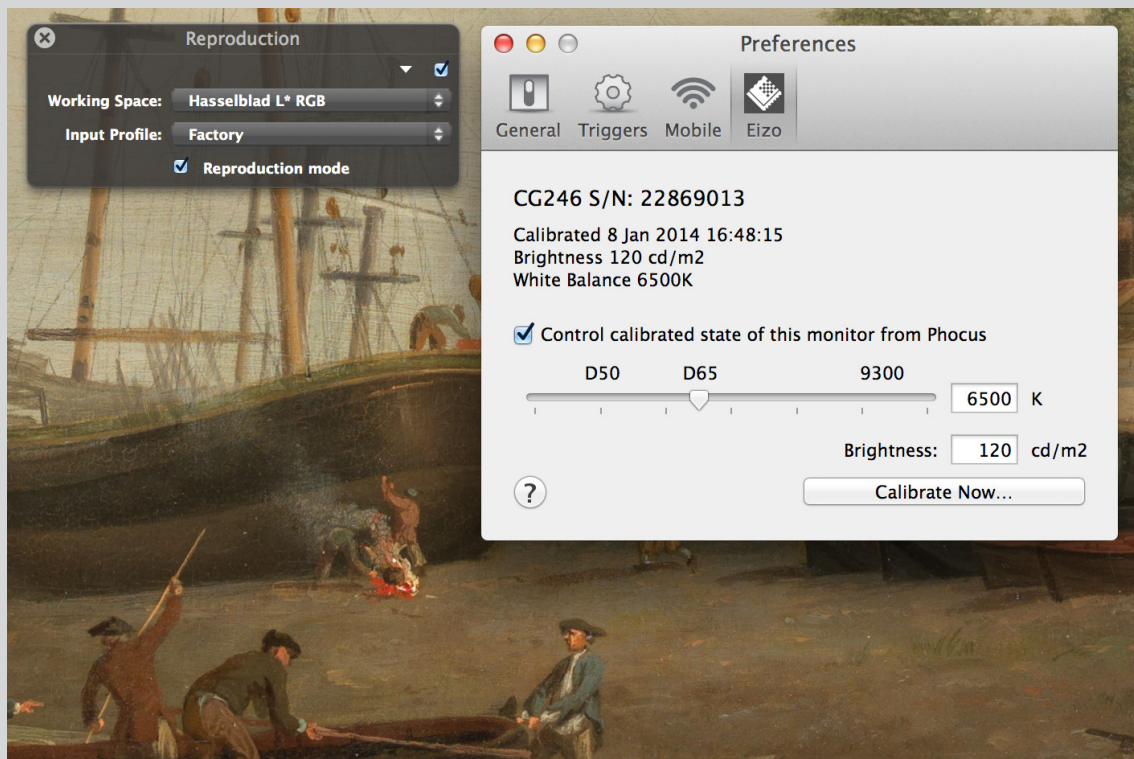 Reproduction
Working Space: Hasselblad L* RGB
Input Profile: Factory
Reproduction mode
Preferences
General Triggers Mobile Eizo
CG246 S/N: 22869013
Calibrated 8 Jan 2014 16:48:15
Brightness 120 cd/m2
White Balance 6500K
Control calibrated state of this monitor from Phocus
D50 D65 9300
6500 K
Brightness: 120 cd/m2
? Calibrate Now...